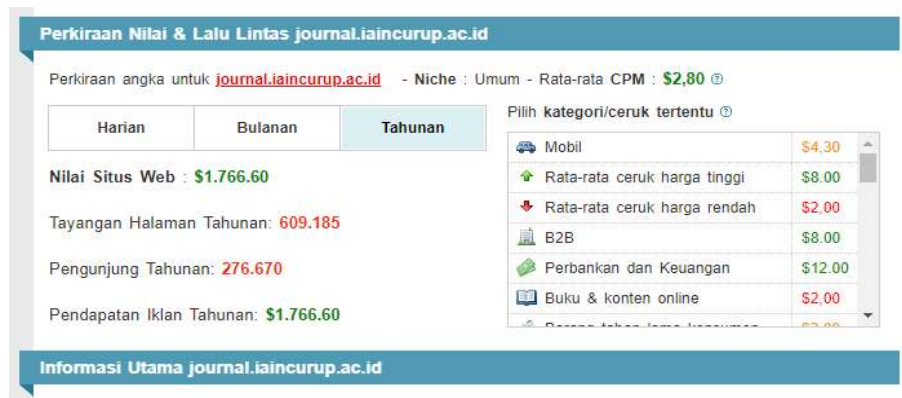 Perkiraan Nilai & Lalu Lintas journal.iaincurup.ac.id
Perkiraan angka untuk journal.iaincurup.ac.id - Niche : Umum - Rata-rata CPM : $2,80
Harian Bulanan Tahunan
Nilai Situs Web : $1.766.60
Tayangan Halaman Tahunan: 609.185
Pengunjung Tahunan: 276.670
Pendapatan Iklan Tahunan: $1.766.60
Pilih kategori/ceruk tertentu
Mobil $4,30
Rata-rata ceruk harga tinggi $8.00
Rata-rata ceruk harga rendah $2,00
B2B $8.00
Perbankan dan Keuangan $12.00
Buku & konten online $2,00
Informasi Utama journal.iaincurup.ac.id